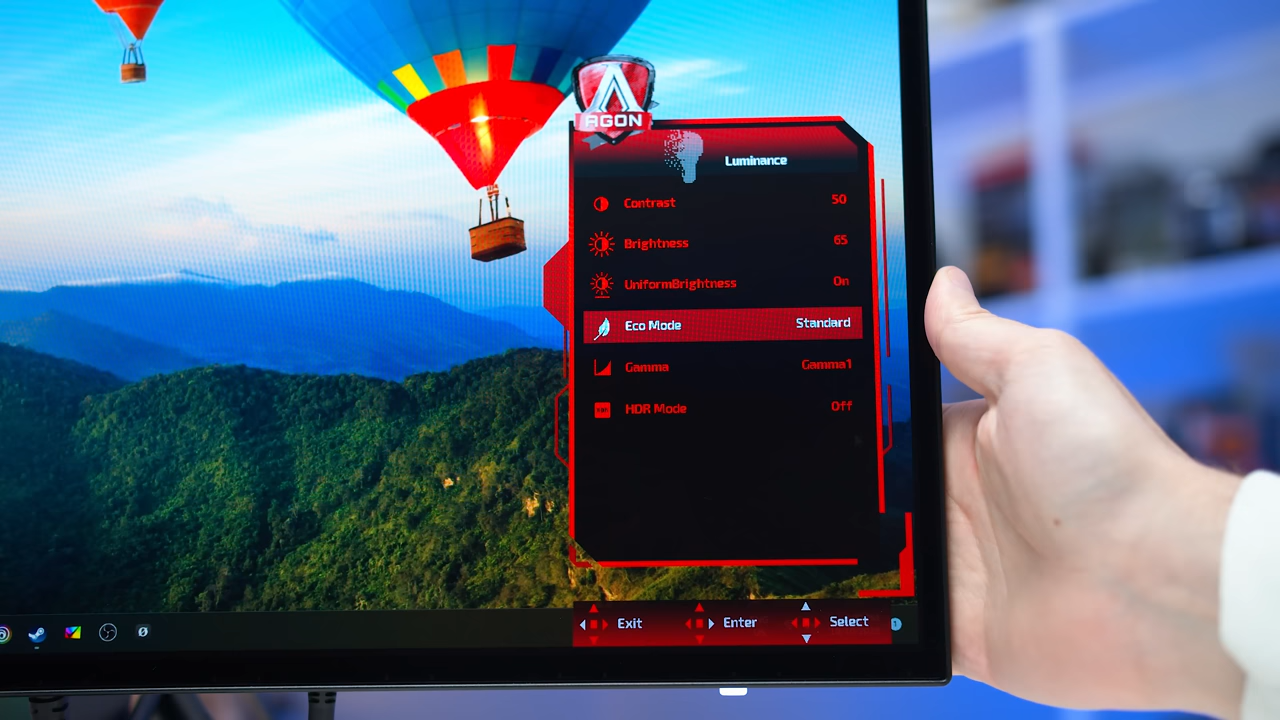 AGON
Luminance
Contrast 50
Brightness 65
UniformBrightness On
Eco Mode Standard
Gamma Gamma1
HDR Mode Off
Exit Enter Select
1